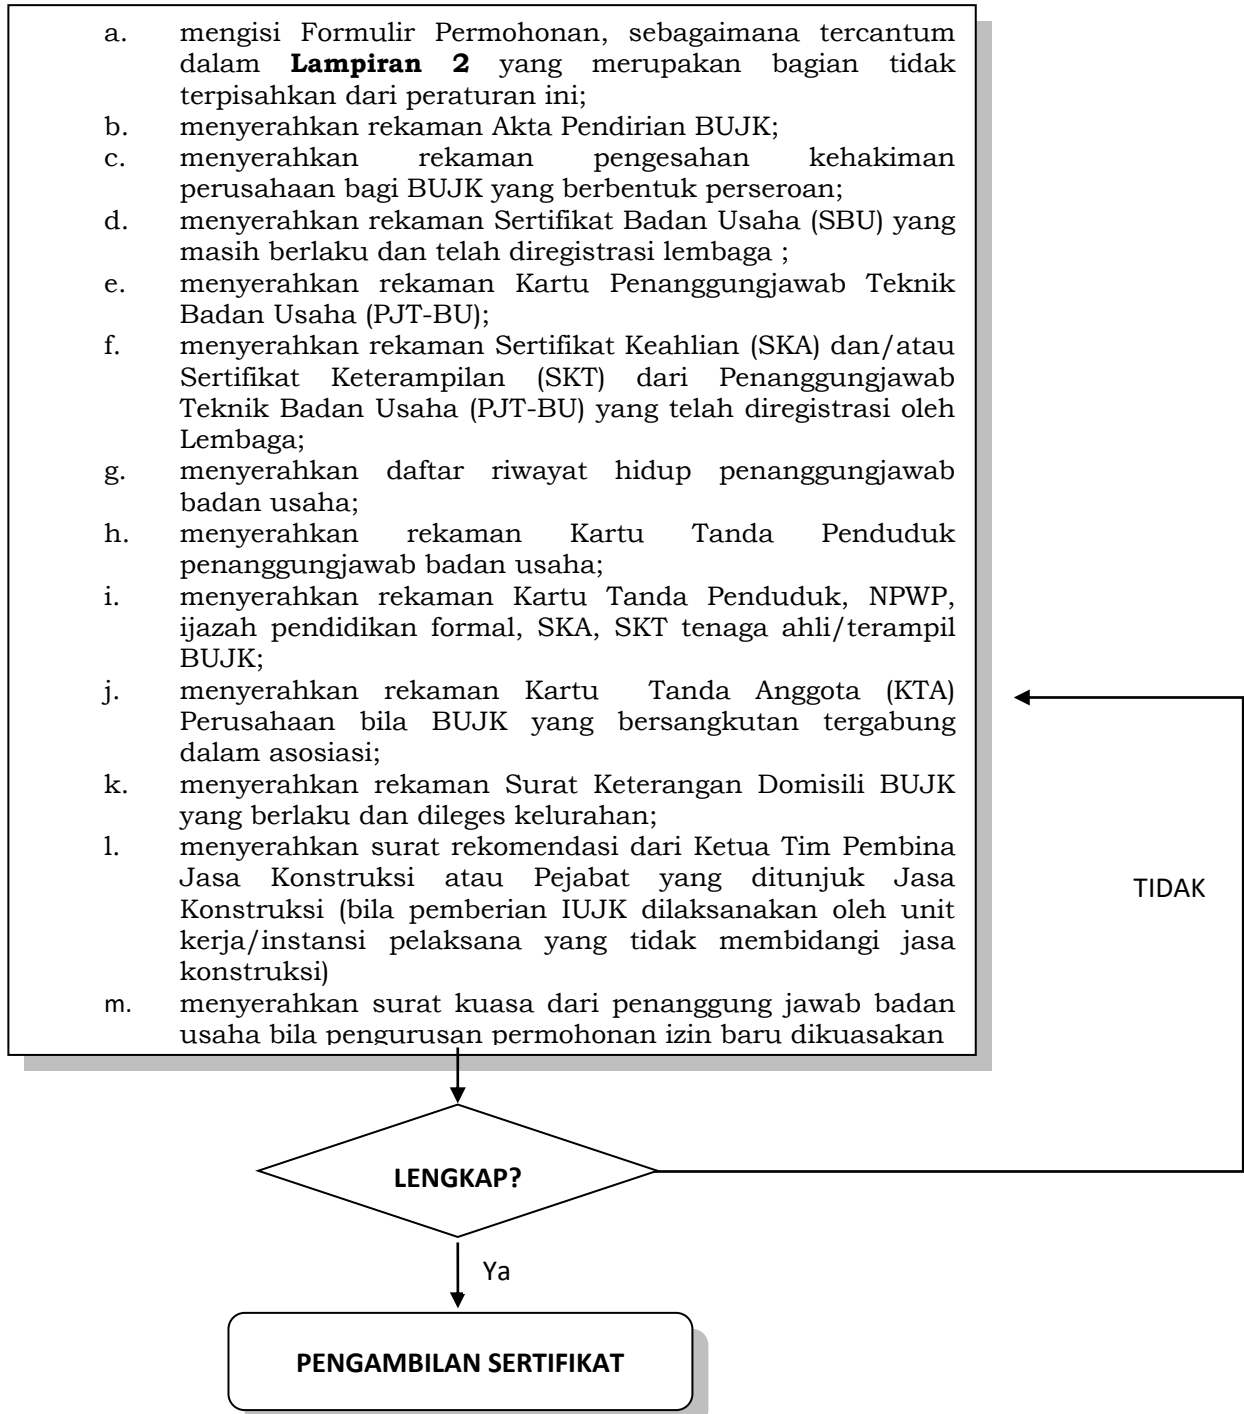 a. mengisi Formulir Permohonan, sebagaimana tercantum
dalam Lampiran 2 yang merupakan bagian tidak
terpisahkan dari peraturan ini;
b. menyerahkan rekaman Akta Pendirian BUJK;
c. menyerahkan rekaman pengesahan kehakiman
perusahaan bagi BUJK yang berbentuk perseroan;
d. menyerahkan rekaman Sertifikat Badan Usaha (SBU) yang
masih berlaku dan telah diregistrasi lembaga ;
e. menyerahkan rekaman Kartu Penanggungjawab Teknik
Badan Usaha (PJT-BU);
f. menyerahkan rekaman Sertifikat Keahlian (SKA) dan/atau
Sertifikat Keterampilan (SKT) dari Penanggungjawab
Teknik Badan Usaha (PJT-BU) yang telah diregistrasi oleh
Lembaga;
g. menyerahkan daftar riwayat hidup penanggungjawab
badan usaha;
h. menyerahkan rekaman Kartu Tanda Penduduk
penanggungjawab badan usaha;
i. menyerahkan rekaman Kartu Tanda Penduduk, NPWP,
ijazah pendidikan formal, SKA, SKT tenaga ahli/terampil
BUJK;
j. menyerahkan rekaman Kartu Tanda Anggota (KTA)
Perusahaan bila BUJK yang bersangkutan tergabung
dalam asosiasi;
k. menyerahkan rekaman Surat Keterangan Domisili BUJK
yang berlaku dan dileges kelurahan;
l. menyerahkan surat rekomendasi dari Ketua Tim Pembina
Jasa Konstruksi atau Pejabat yang ditunjuk Jasa
Konstruksi (bila pemberian IUJK dilaksanakan oleh unit
kerja/instansi pelaksana yang tidak membidangi jasa
konstruksi)
m. menyerahkan surat kuasa dari penanggung jawab badan
usaha bila pengurusan permohonan izin baru dikuasakan
TIDAK
LENGKAP?
Ya
PENGAMBILAN SERTIFIKAT